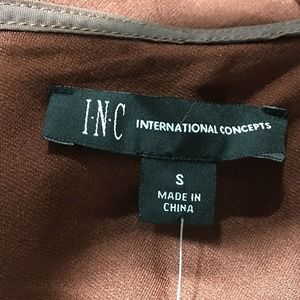 I·N·C INTERNATIONAL CONCEPTS
S
MADE IN
CHINA